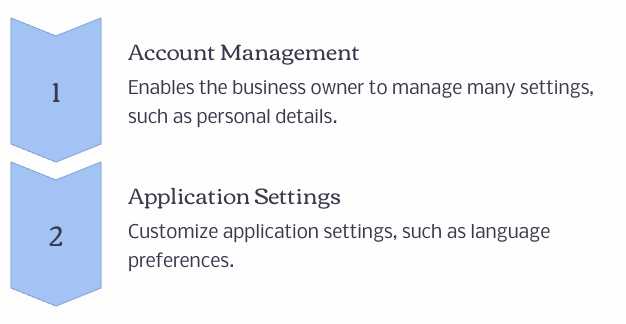 1
Account Management
Enables the business owner to manage many settings,
such as personal details.
2
Application Settings
Customize application settings, such as language
preferences.